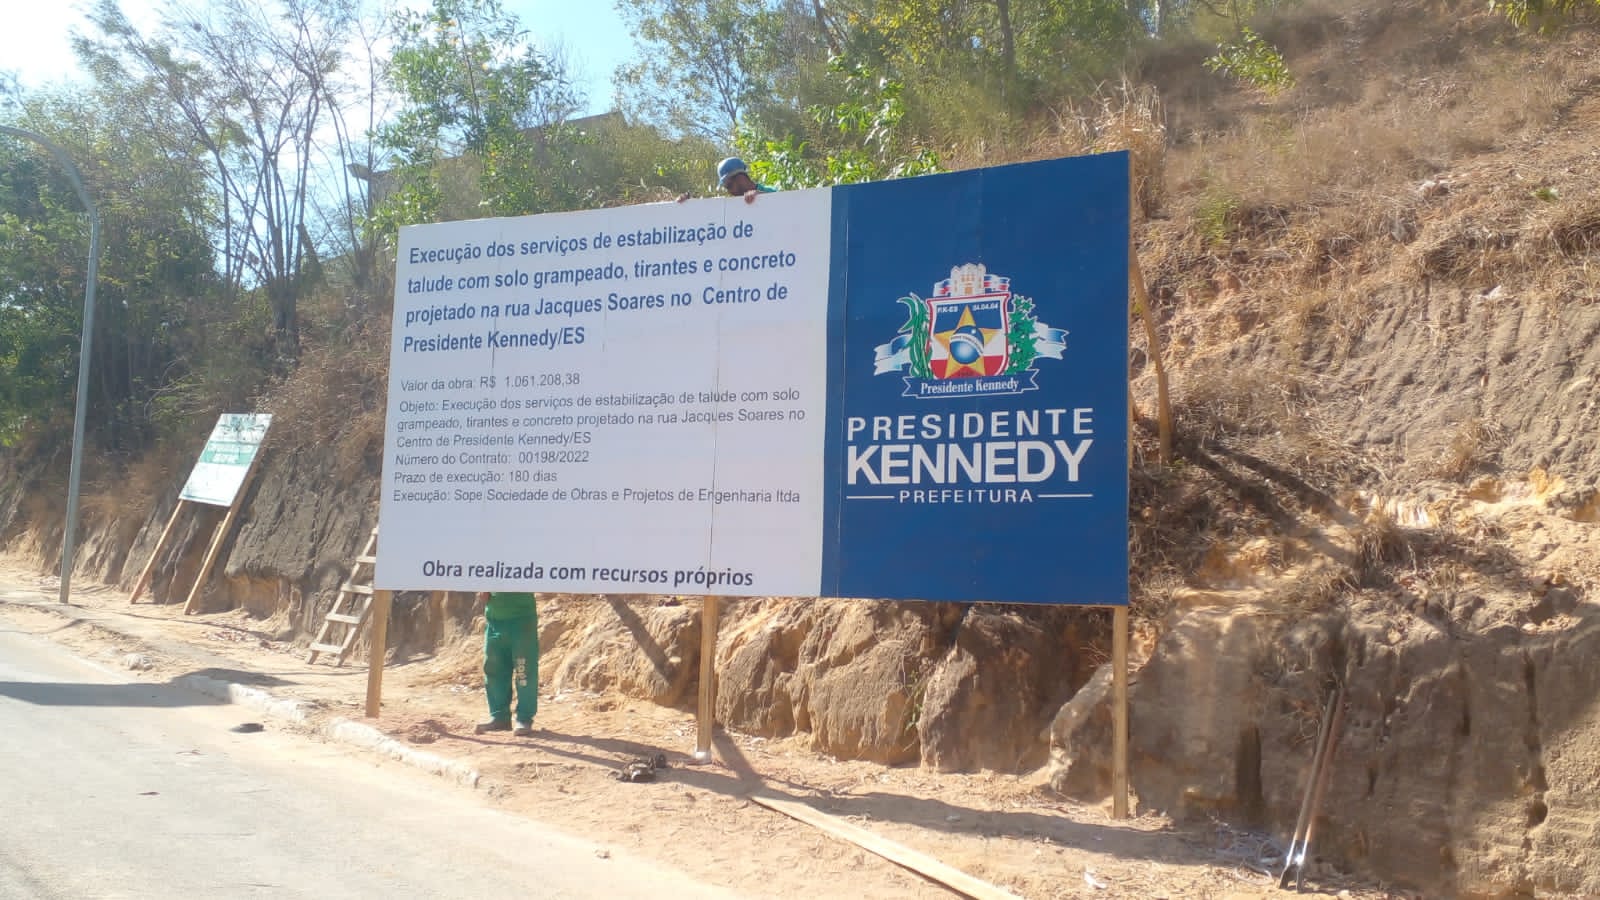 Execução dos serviços de estabilização de
talude com solo grampeado, tirantes e concreto
projetado na rua Jacques Soares no Centro de
Presidente Kennedy/ES
Valor da obra: R$ 1.061.208,38
Objeto: Execução dos serviços de estabilização de talude com solo
grampeado, tirantes e concreto projetado na rua Jacques Soares no
Centro de Presidente Kennedy/ES
Número do Contrato: 00198/2022
Prazo de execução: 180 dias
Execução: Sope Sociedade de Obras e Projetos de Engenharia ltda
Obra realizada com recursos próprios
P.K-ES
Presidente Kennedy
PRESIDENTE
KENNEDY
PREFEITURA
SOPE